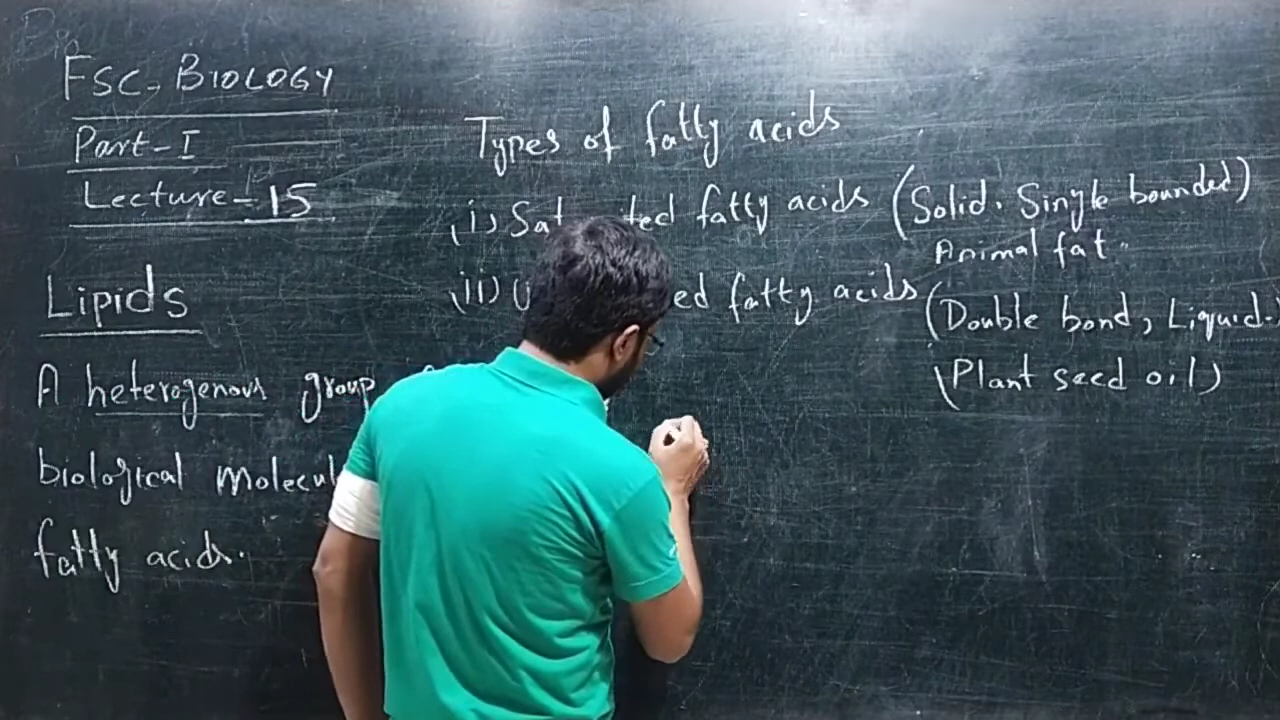 FSC-BIOLOGY
Part-I
Lecture-15
Lipids
A heterogenous group
biological Molecul
fatty acids.
Types of fatty acids
(i) Sat ted fatty acids (Solid, Single bounded)
Animal fat
(ii) U ed fatty acids (Double bond, Liquid.
(Plant seed oil)